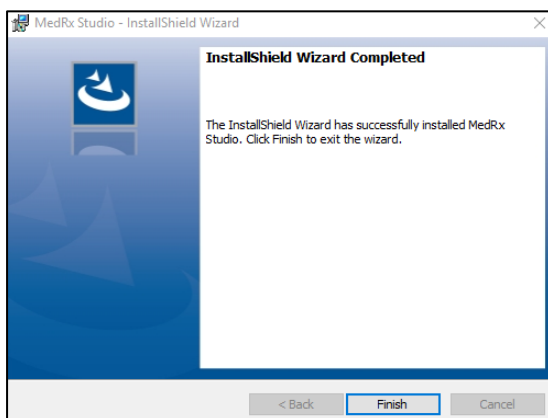 MedRx Studio - InstallShield Wizard
InstallShield Wizard Completed
The InstallShield Wizard has successfully installed MedRx
Studio. Click Finish to exit the wizard.
< Back
Finish
Cancel